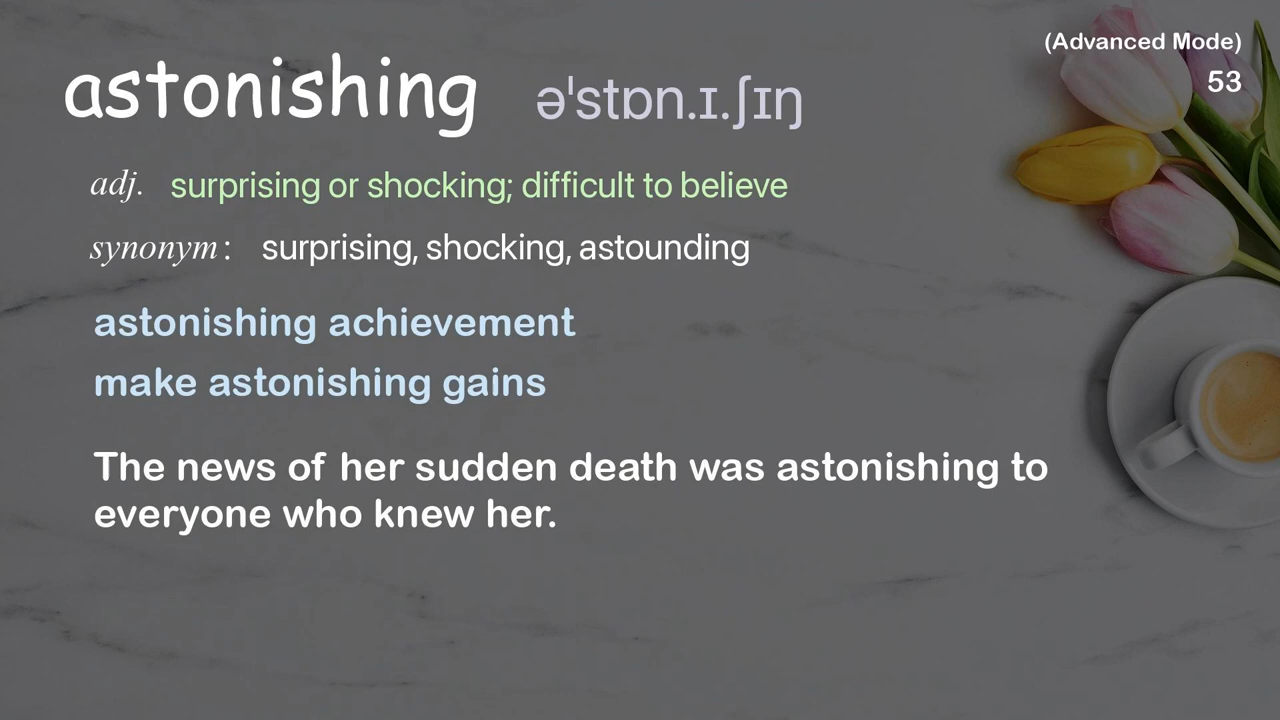 (Advanced Mode)
53
astonishing əˈstɒn.ɪ.ʃɪŋ
adj. surprising or shocking; difficult to believe
synonym: surprising, shocking, astounding
astonishing achievement
make astonishing gains
The news of her sudden death was astonishing to
everyone who knew her.